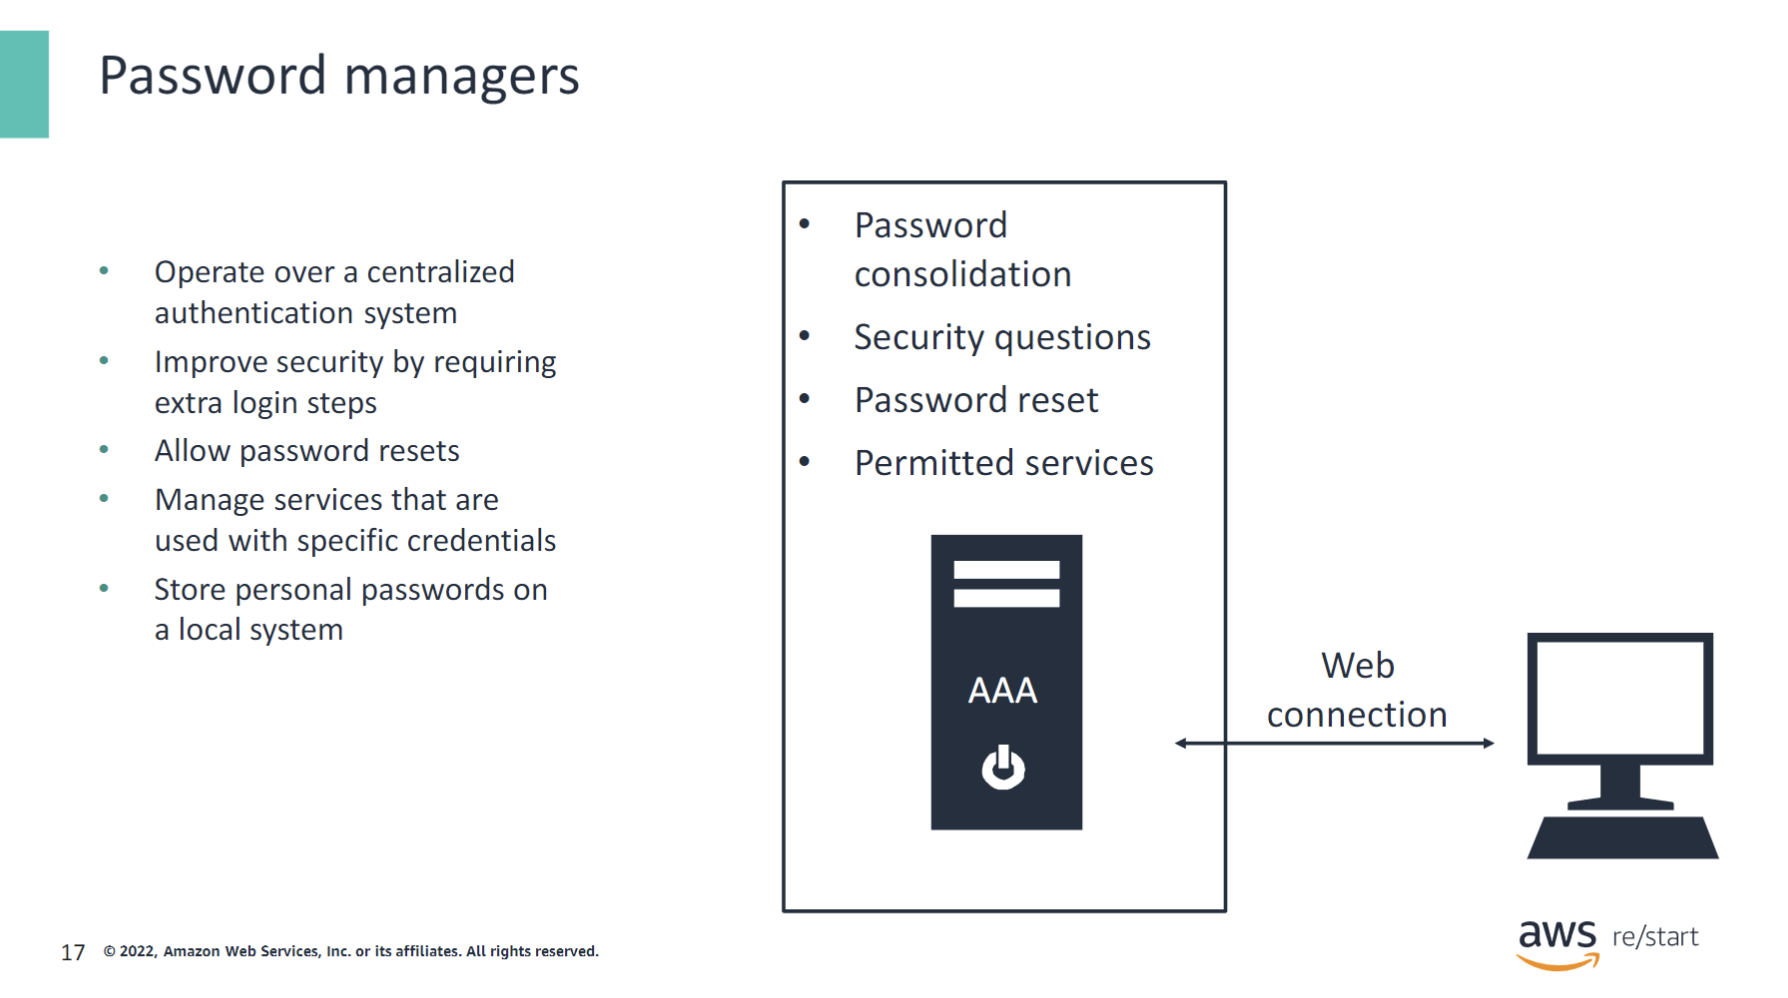 Password managers
• Operate over a centralized
authentication system
• Improve security by requiring
extra login steps
• Allow password resets
• Manage services that are
used with specific credentials
• Store personal passwords on
a local system
• Password
consolidation
• Security questions
• Password reset
• Permitted services
AAA
Web
connection
17 © 2022, Amazon Web Services, Inc. or its affiliates. All rights reserved.
aws re/start